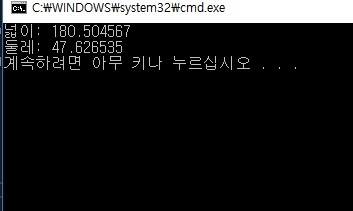 C:₩WINDOWS₩system32₩cmd.exe
넓이: 180.504567
둘레: 47.626535
계속하려면 아무 키나 누르십시오 . . .